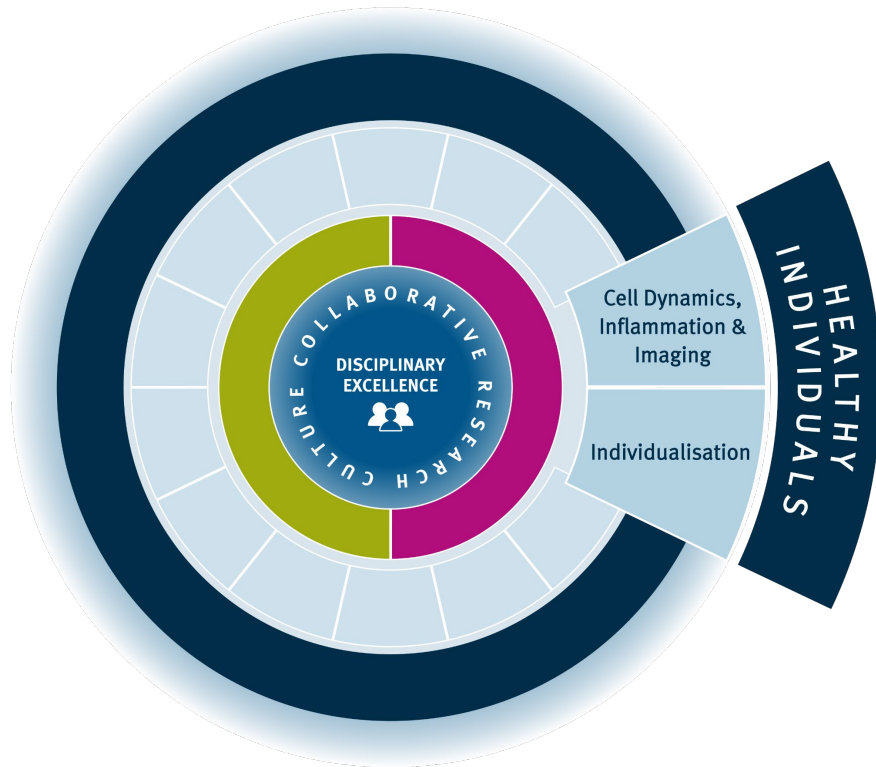 COLLABORATIVE RESEARCH CULTURE
DISCIPLINARY
EXCELLENCE
Cell Dynamics,
Inflammation &
Imaging
Individualisation
HEALTHY
INDIVIDUALS